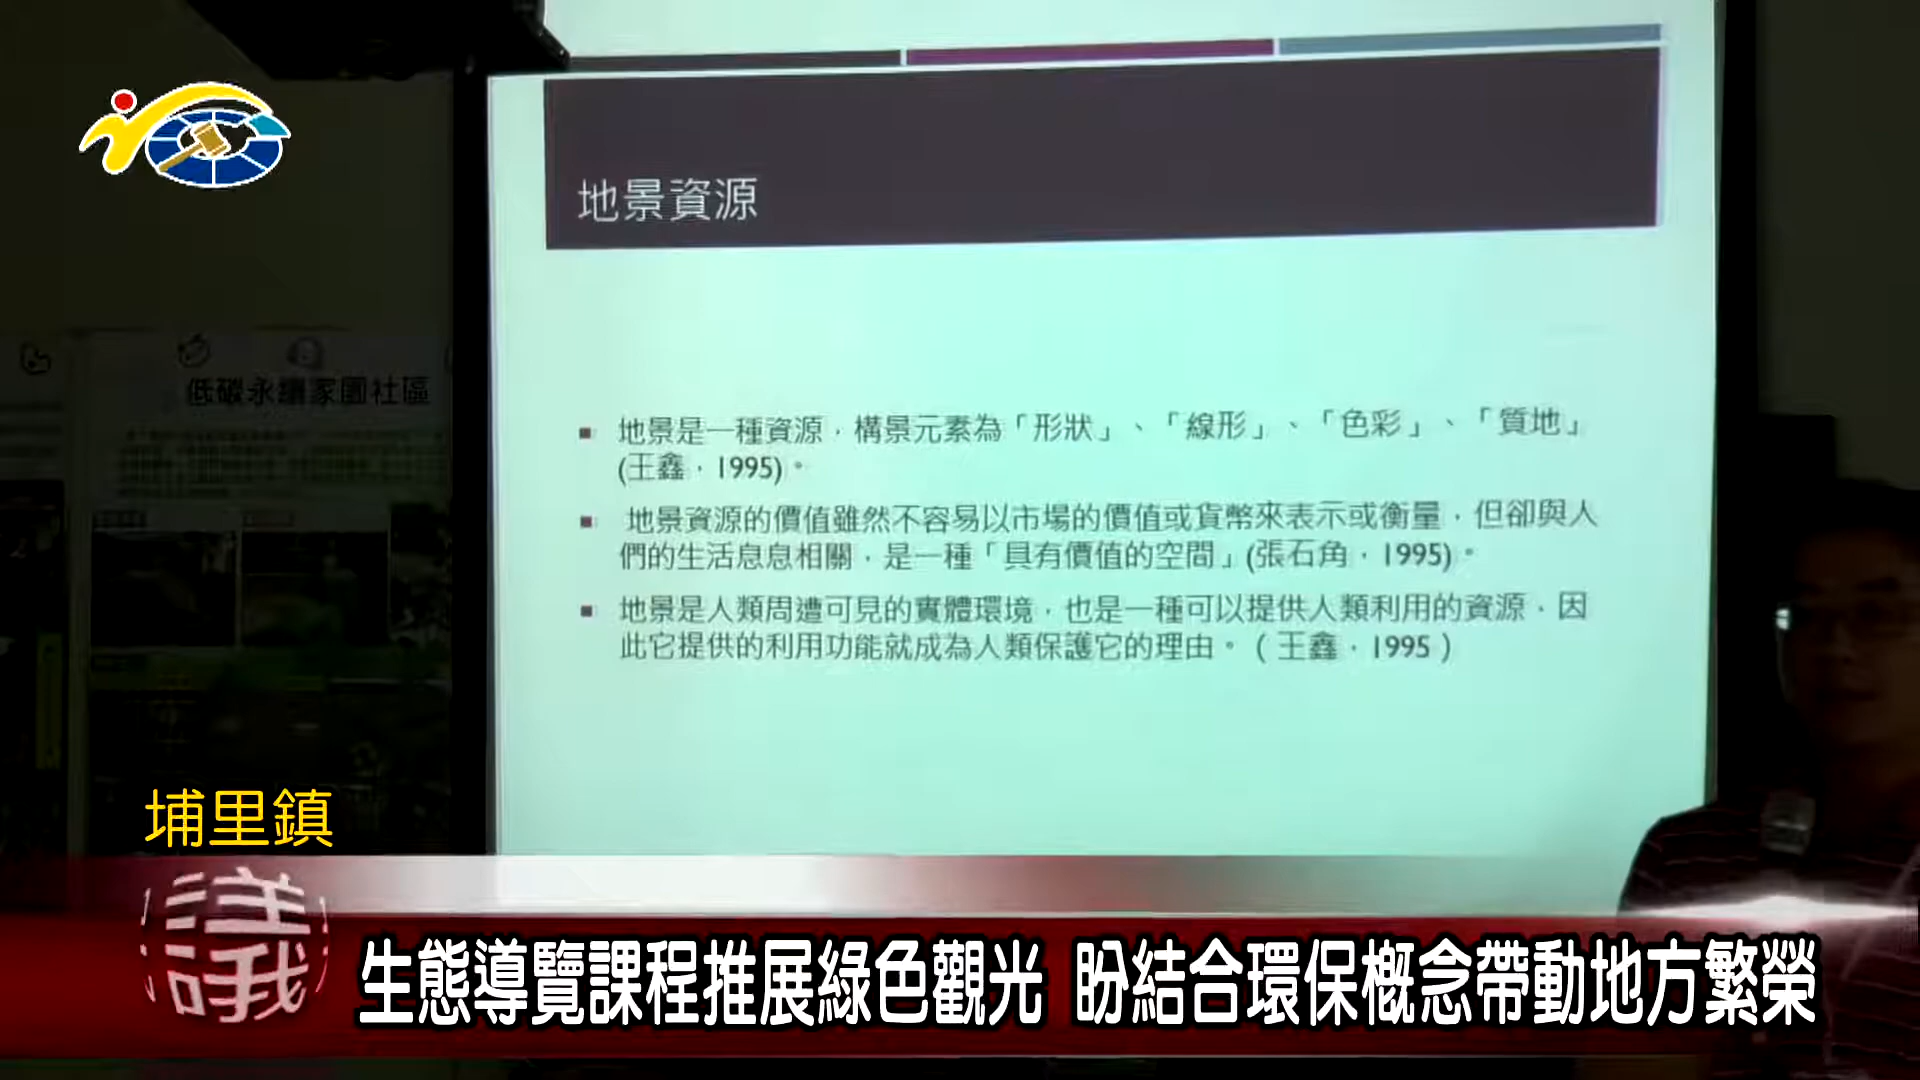 地景資源
低碳永續家園社區
▪ 地景是一種資源，構景元素為「形狀」、「線形」、「色彩」、「質地」
(王鑫，1995)。
▪ 地景資源的價值雖然不容易以市場的價值或貨幣來表示或衡量，但卻與人
們的生活息息相關，是一種「具有價值的空間」(張石角，1995)。
▪ 地景是人類周遭可見的實體環境，也是一種可以提供人類利用的資源，因
此它提供的利用功能就成為人類保護它的理由。（王鑫，1995）
埔里鎮
議
生態導覽課程推展綠色觀光 盼結合環保概念帶動地方繁榮